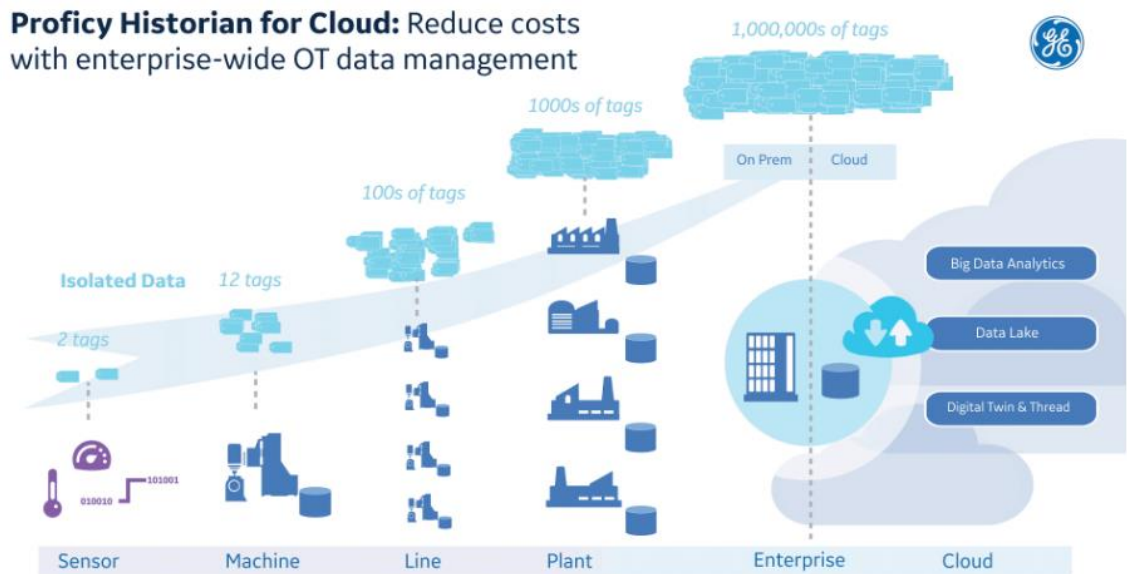 Proficy Historian for Cloud: Reduce costs
with enterprise-wide OT data management
1,000,000s of tags
1000s of tags
On Prem
Cloud
100s of tags
Isolated Data
12 tags
2 tags
Big Data Analytics
Data Lake
Digital Twin & Thread
101001
010010
Sensor
Machine
Line
Plant
Enterprise
Cloud